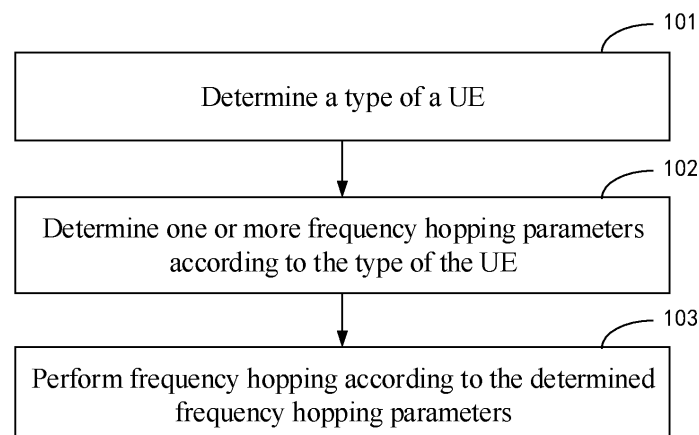 101
Determine a type of a UE
102
Determine one or more frequency hopping parameters
according to the type of the UE
103
Perform frequency hopping according to the determined
frequency hopping parameters